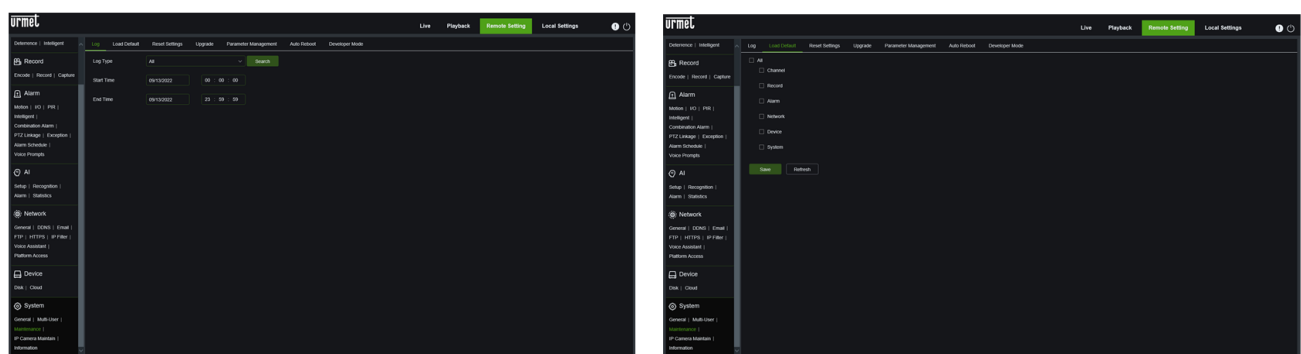 urmet
Live Playback Remote Setting Local Settings
Deterrence | Intelligent
Log Load Default Reset Settings Upgrade Parameter Management Auto Reboot Developer Mode
Record
Encode | Record | Capture
Alarm
Motion | I/O | PIR |
Intelligent |
Combination Alarm |
PTZ Linkage | Exception |
Alarm Schedule |
Voice Prompts
AI
Setup | Recognition |
Alarm | Statistics
Network
General | DDNS | Email |
FTP | HTTPS | IP Filter |
Voice Assistant |
Platform Access
Device
Disk | Cloud
System
General | Multi-User |
Maintenance |
IP Camera Maintain |
Information
Log Type All Search
Start Time 09/13/2022 00 : 00 : 00
End Time 09/13/2022 23 : 59 : 59
urmet
Live Playback Remote Setting Local Settings
Deterrence | Intelligent
Log Load Default Reset Settings Upgrade Parameter Management Auto Reboot Developer Mode
Record
Encode | Record | Capture
Alarm
Motion | I/O | PIR |
Intelligent |
Combination Alarm |
PTZ Linkage | Exception |
Alarm Schedule |
Voice Prompts
AI
Setup | Recognition |
Alarm | Statistics
Network
General | DDNS | Email |
FTP | HTTPS | IP Filter |
Voice Assistant |
Platform Access
Device
Disk | Cloud
System
General | Multi-User |
Maintenance |
IP Camera Maintain |
Information
All
Channel
Record
Alarm
Network
Device
System
Save Refresh